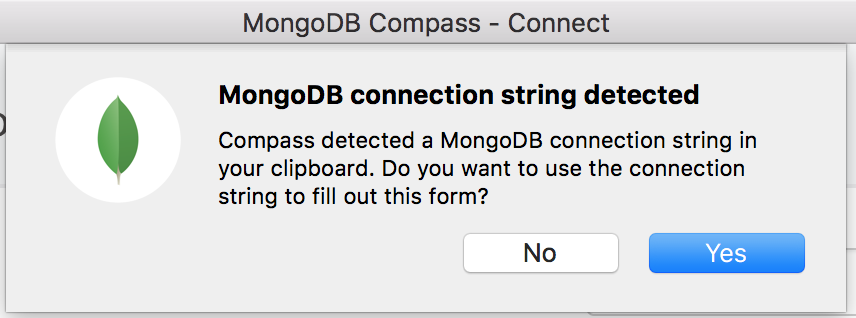 MongoDB Compass - Connect
MongoDB connection string detected
Compass detected a MongoDB connection string in
your clipboard. Do you want to use the connection
string to fill out this form?
No
Yes